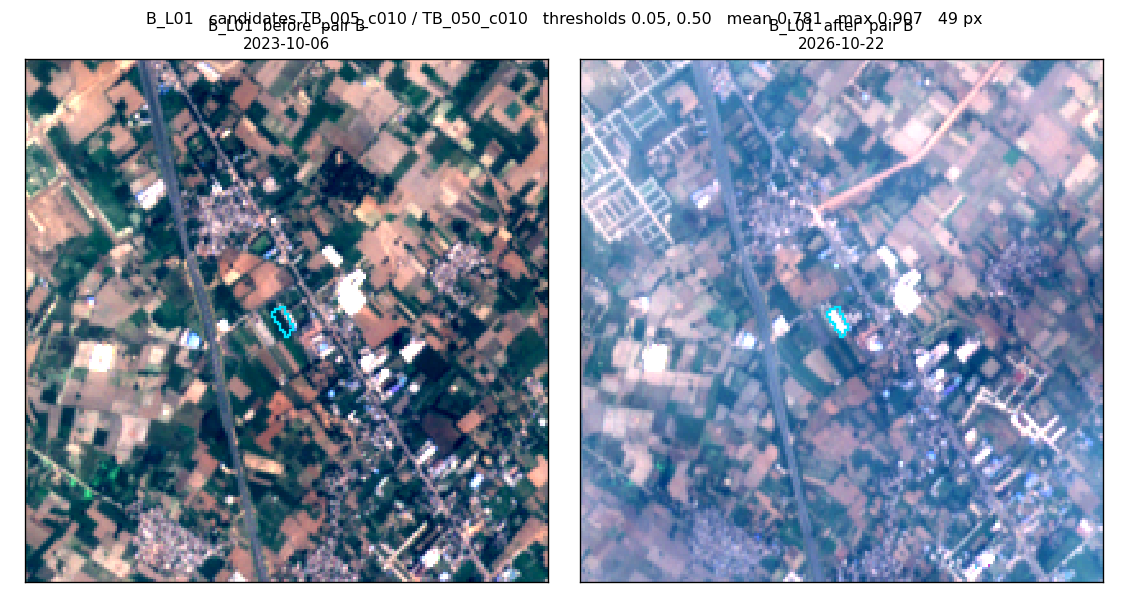 B_L01   candidates TB_005_c010 / TB_050_c010   thresholds 0.05, 0.50   mean 0.781   max 0.907   49 px
B_L01  before  pair B
2023-10-06
B_L01  after  pair B
2026-10-22